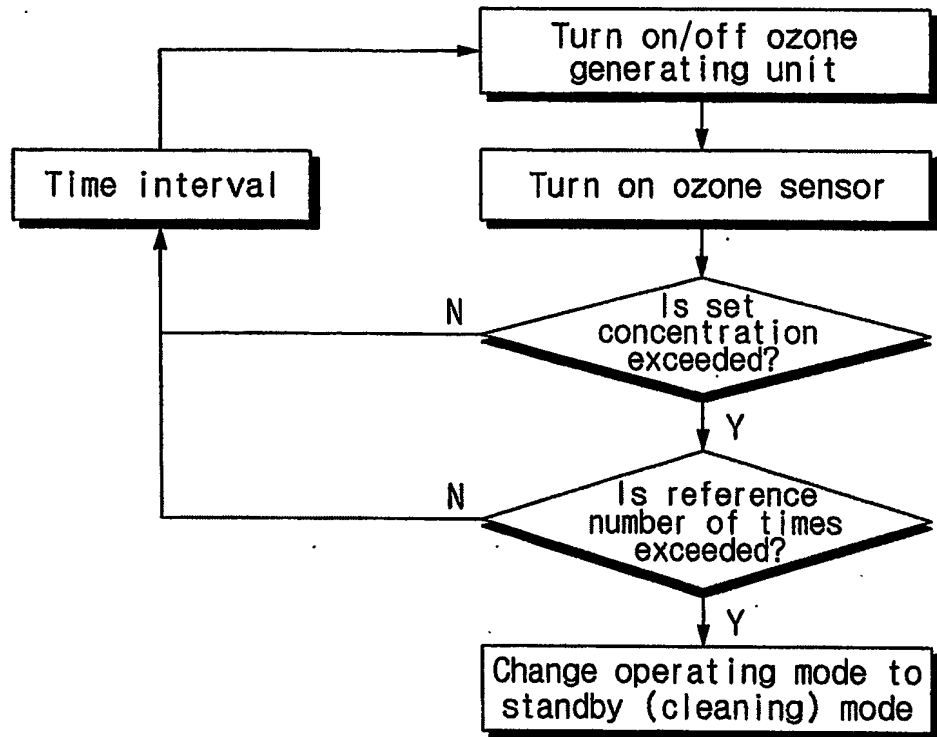 Turn on/off ozone
generating unit
Time interval
Turn on ozone sensor
N
Is set
concentration
exceeded?
Y
N
Is reference
number of times
exceeded?
Y
Change operating mode to
standby (cleaning) mode